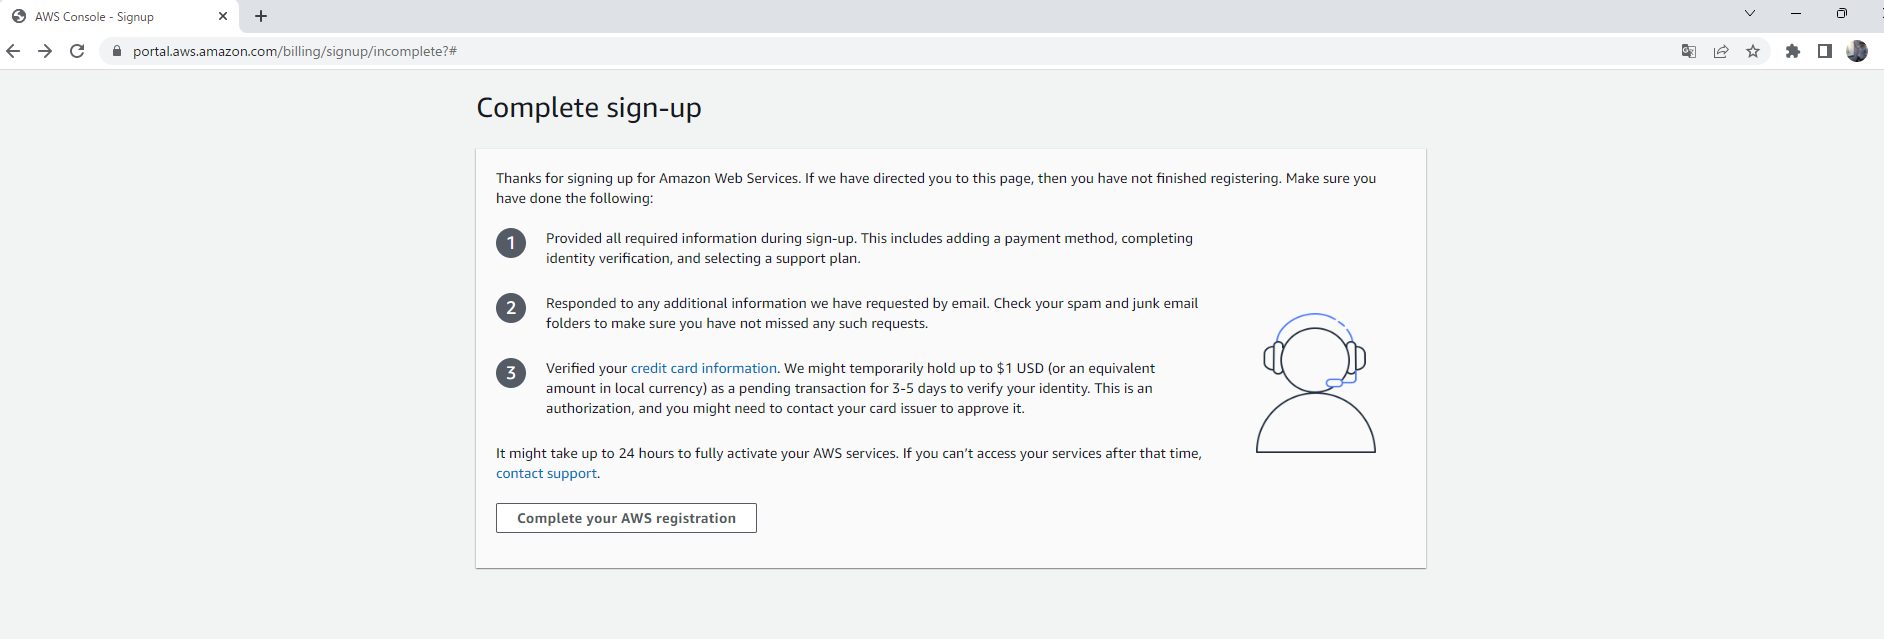 AWS Console - Signup
portal.aws.amazon.com/billing/signup/incomplete?#
Complete sign-up
Thanks for signing up for Amazon Web Services. If we have directed you to this page, then you have not finished registering. Make sure you
have done the following:
1
Provided all required information during sign-up. This includes adding a payment method, completing
identity verification, and selecting a support plan.
2
Responded to any additional information we have requested by email. Check your spam and junk email
folders to make sure you have not missed any such requests.
3
Verified your credit card information. We might temporarily hold up to $1 USD (or an equivalent
amount in local currency) as a pending transaction for 3-5 days to verify your identity. This is an
authorization, and you might need to contact your card issuer to approve it.
It might take up to 24 hours to fully activate your AWS services. If you can’t access your services after that time,
contact support.
Complete your AWS registration